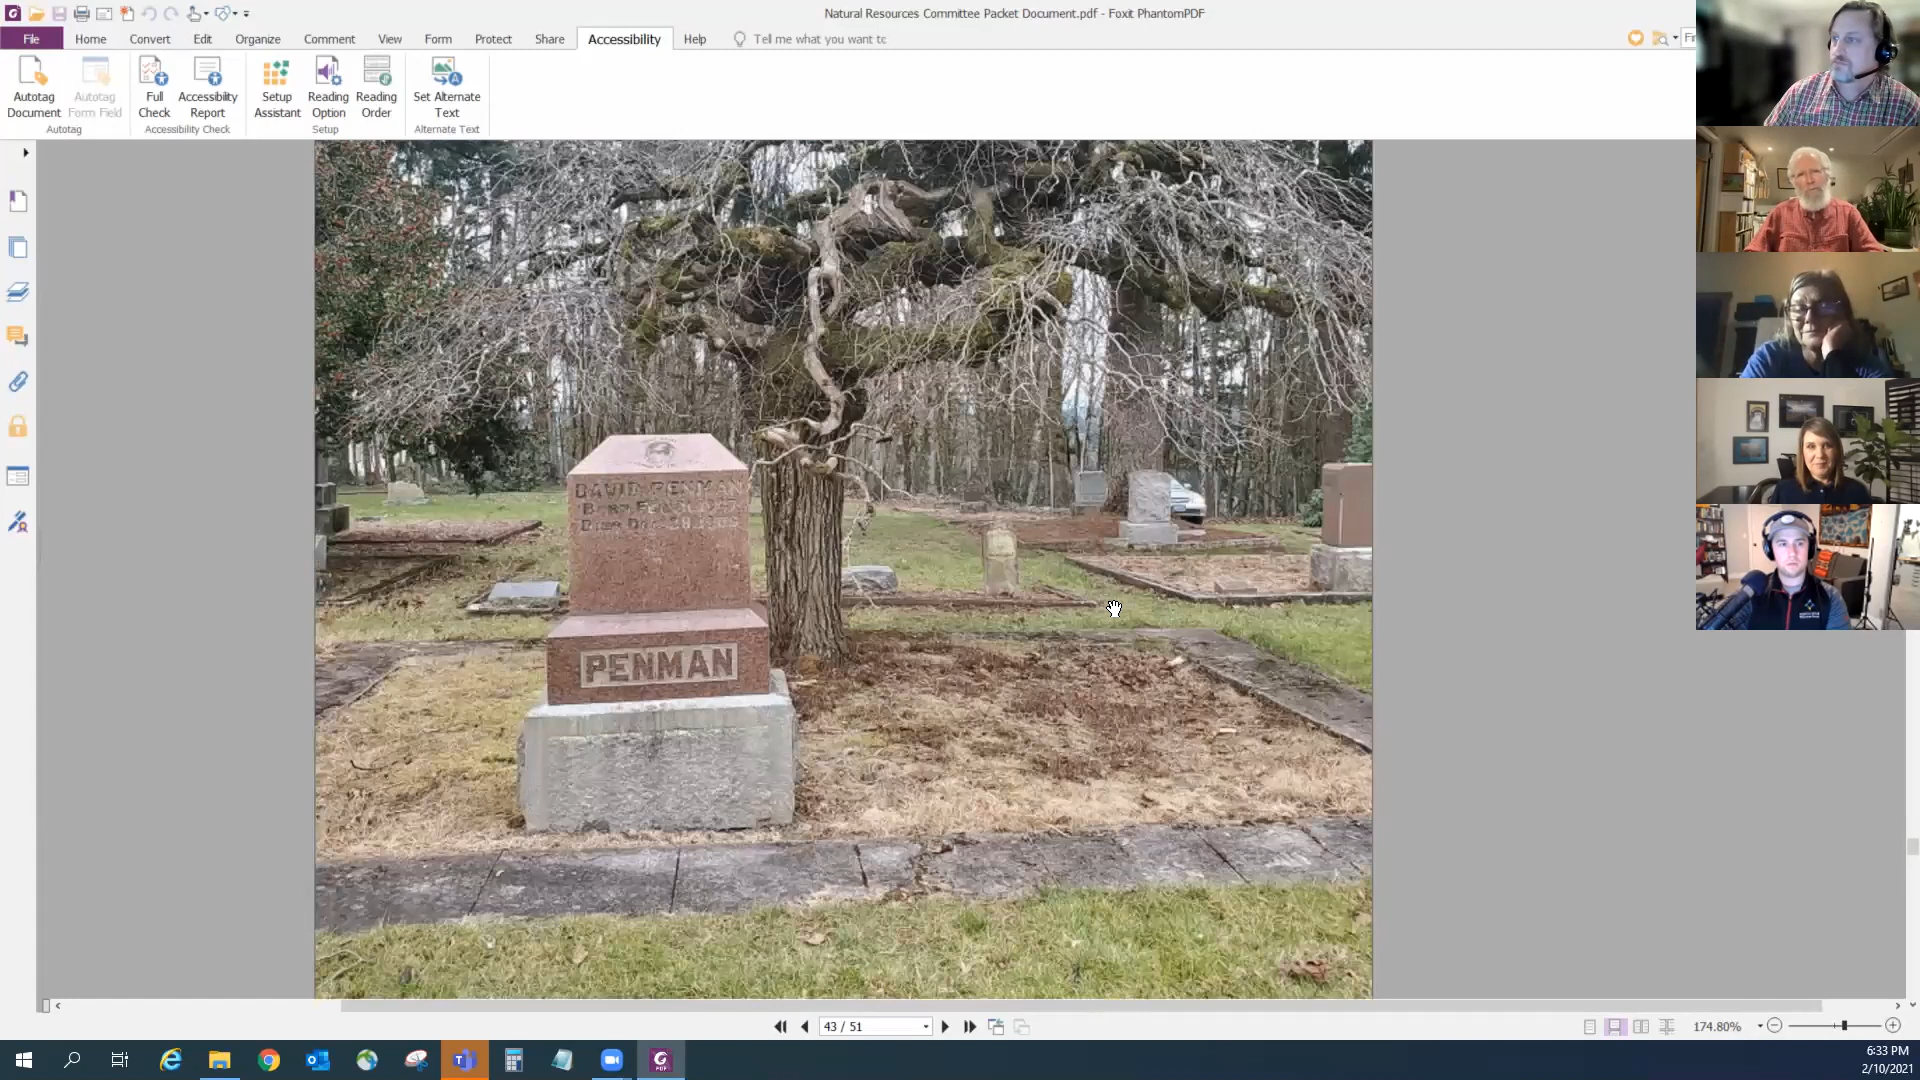 Natural Resources Committee Packet Document.pdf - Foxit PhantomPDF
File Home Convert Edit Organize Comment View Form Protect Share Accessibility Help Tell me what you want tc
Autotag Document
Autotag Form Field
Full Check
Accessibility Report
Setup Assistant
Reading Option
Reading Order
Set Alternate Text
Autotag Accessibility Check Setup Alternate Text
DAVID PENMAN
PENMAN
43 / 51
174.80%
6:33 PM
2/10/2021